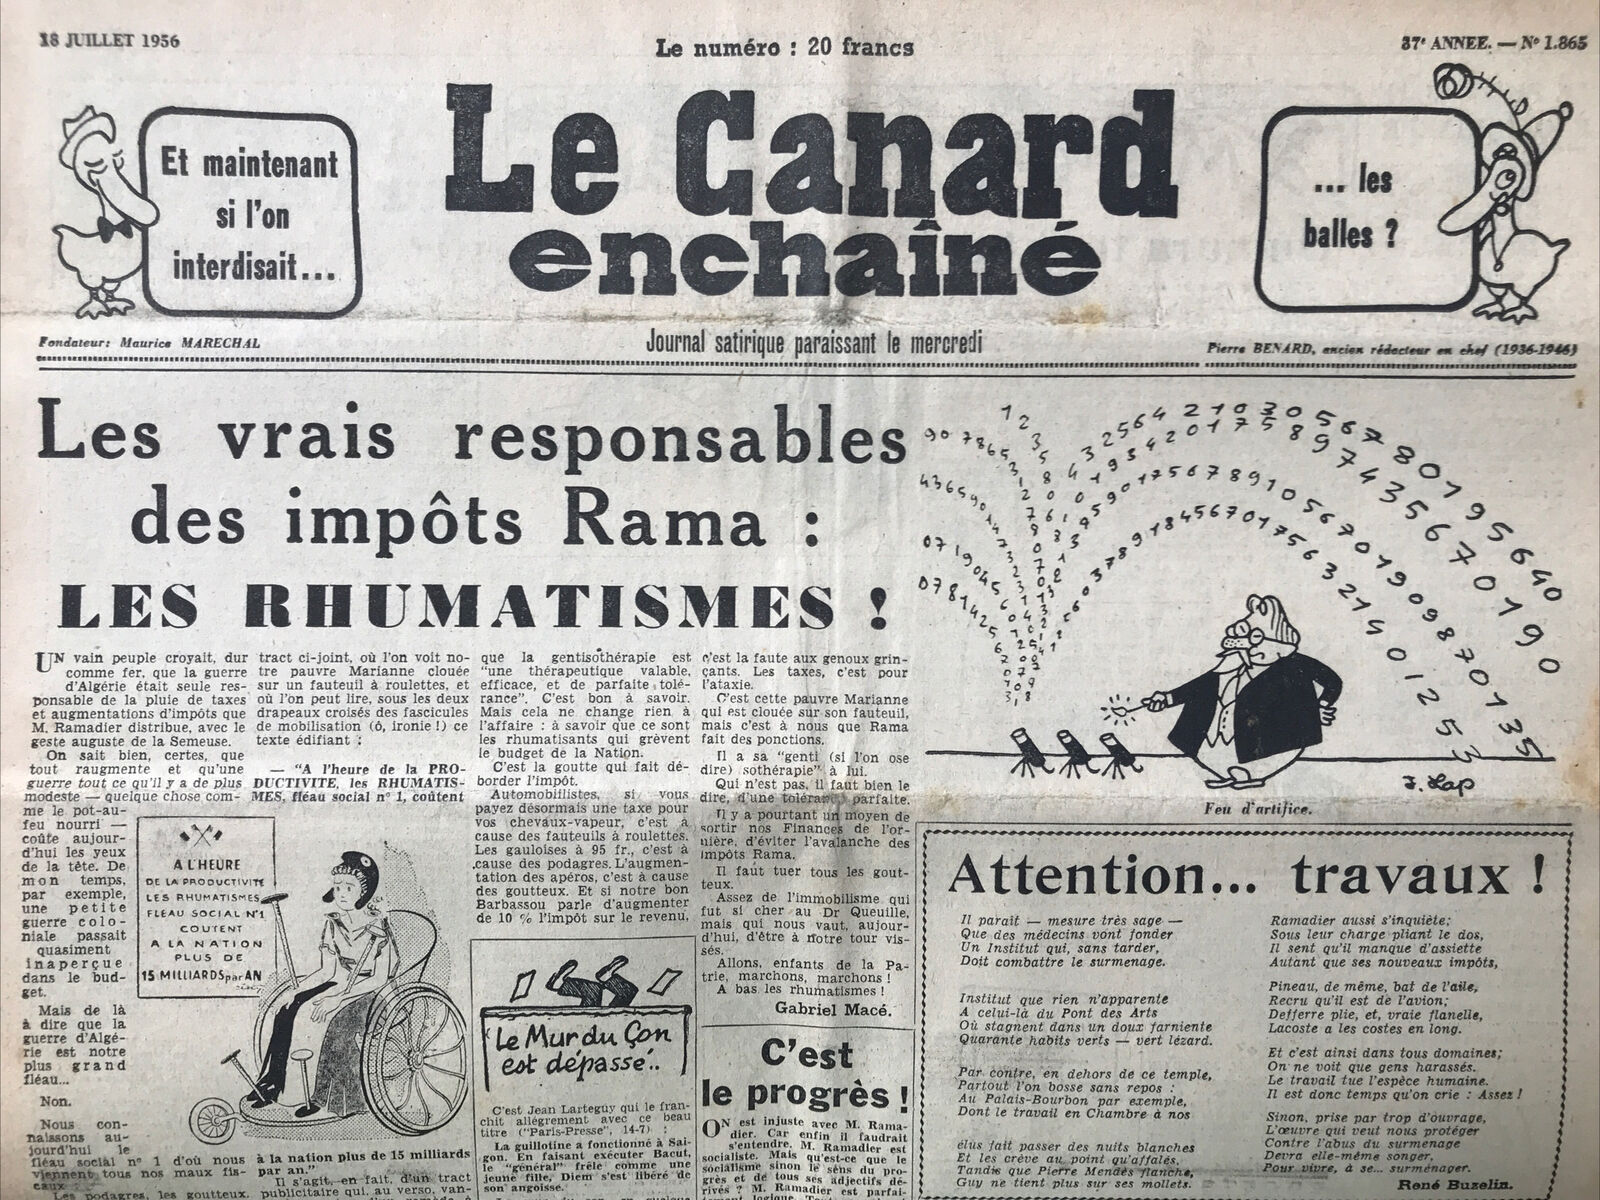 18 JUILLET 1956
Le numéro : 20 francs
37e ANNEE. — No 1.865
Et maintenant
si l'on
interdisait...
Le Canard
enchaîné
... les
balles ?
Fondateur: Maurice MARECHAL
Journal satirique paraissant le mercredi
Pierre BENARD, ancien rédacteur en chef (1936-1946)
Les vrais responsables
des impôts Rama :
LES RHUMATISMES !
UN vain peuple croyait, dur
comme fer, que la guerre
d'Algérie était seule res-
ponsable de la pluie de taxes
et augmentations d'impôts que
M. Ramadier distribue, avec le
geste auguste de la Semeuse.
On sait bien, certes, que
tout raugmente et qu'une
guerre tout ce qu'il y a de plus
modeste — quelque chose com-
me le pot-au-
feu nourri —
coûte aujour-
d'hui les yeux
de la tête. De
mon temps,
par exemple,
une petite
guerre colo-
niale passait
quasiment
inaperçue
dans le bud-
get.
Mais de là
à dire que la
guerre d'Algé-
rie est notre
plus grand
fléau...
Non.
Nous con-
naissons au-
jourd'hui le
fléau social n° 1 d'où nous
viennent tous nos maux fis-
caux.
Les podagres, les goutteux,
A L'HEURE
DE LA PRODUCTIVITE
LES RHUMATISMES
FLEAU SOCIAL N°1
COUTENT
A LA NATION
PLUS DE
15 MILLIARDS par AN
tract ci-joint, où l'on voit no-
tre pauvre Marianne clouée
sur un fauteuil à roulettes, et
où l'on peut lire, sous les deux
drapeaux croisés des fascicules
de mobilisation (ô, ironie !) ce
texte édifiant :
— "A l'heure de la PRO-
DUCTIVITE, les RHUMATIS-
MES, fléau social n° 1, coûtent
à la nation plus de 15 milliards
par an."
Il s'agit, en fait, d'un tract
publicitaire qui, au verso, van-
que la gentisothérapie est
"une thérapeutique valable,
efficace, et de parfaite tolé-
rance". C'est bon à savoir.
Mais cela ne change rien à
l'affaire : à savoir que ce sont
les rhumatisants qui grèvent
le budget de la Nation.
C'est la goutte qui fait dé-
border l'impôt.
Automobilistes, si vous
payez désormais une taxe pour
vos chevaux-vapeur, c'est à
cause des fauteuils à roulettes.
Les gauloises à 95 fr., c'est à
cause des podagres. L'augmen-
tation des apéros, c'est à cause
des goutteux. Et si notre bon
Barbassou parle d'augmenter
de 10 % l'impôt sur le revenu,
c'est la faute aux genoux grin-
çants. Les taxes, c'est pour
l'ataxie.
C'est cette pauvre Marianne
qui est clouée sur son fauteuil,
mais c'est à nous que Rama
fait des ponctions.
Il a sa "genti (si l'on ose
dire) sothérapie" à lui.
Qui n'est pas, il faut bien le
dire, d'une tolérance parfaite.
Il y a pourtant un moyen de
sortir nos Finances de l'or-
nière, d'éviter l'avalanche des
impôts Rama.
Il faut tuer tous les gout-
teux.
Assez de l'immobilisme qui
fut si cher au Dr Queuille,
mais qui nous vaut, aujour-
d'hui, d'être à notre tour vis-
sés.
Allons, enfants de la Pa-
trie, marchons, marchons !
A bas les rhumatismes !
Gabriel Macé.
Le Mur du Çon
est dépassé..
C'est Jean Larteguy qui le fran-
chit allègrement avec ce beau
titre ("Paris-Presse", 14-7) :
La guillotine a fonctionné à Saï-
gon. En faisant exécuter Bacut,
le "général" frêle comme une
jeune fille, Diem s'est libéré de
son angoisse.
C'est
le progrès !
ON est injuste avec M. Rama-
dier. Car enfin il faudrait
s'entendre. M. Ramadier est
socialiste. Mais qu'est-ce que le
socialisme sinon le sens du pro-
grès et de tous ses adjectifs dé-
rivés ? M. Ramadier est parfai-
J. Lap
Feu d'artifice.
Attention... travaux !
Il paraît — mesure très sage —
Que des médecins vont fonder
Un Institut qui, sans tarder,
Doit combattre le surmenage.
Institut que rien n'apparente
A celui-là du Pont des Arts
Où stagnent dans un doux farniente
Quarante habits verts — vert lézard.
Par contre, en dehors de ce temple,
Partout l'on bosse sans repos :
Au Palais-Bourbon par exemple,
Dont le travail en Chambre à nos
élus fait passer des nuits blanches
Et les crève au point qu'affalés,
Tandis que Pierre Mendès flanche,
Guy ne tient plus sur ses mollets.
Ramadier aussi s'inquiète;
Sous leur charge pliant le dos,
Il sent qu'il manque d'assiette
Autant que ses nouveaux impôts,
Pineau, de même, bat de l'aile,
Recru qu'il est de l'avion;
Defferre plie, et, vraie flanelle,
Lacoste a les costes en long.
Et c'est ainsi dans tous domaines;
On ne voit que gens harassés.
Le travail tue l'espèce humaine.
Il est donc temps qu'on crie : Assez !
Sinon, prise par trop d'ouvrage,
L'œuvre qui veut nous protéger
Contre l'abus du surmenage
Devra elle-même songer,
Pour vivre, à se... surménager.
René Buzelin.